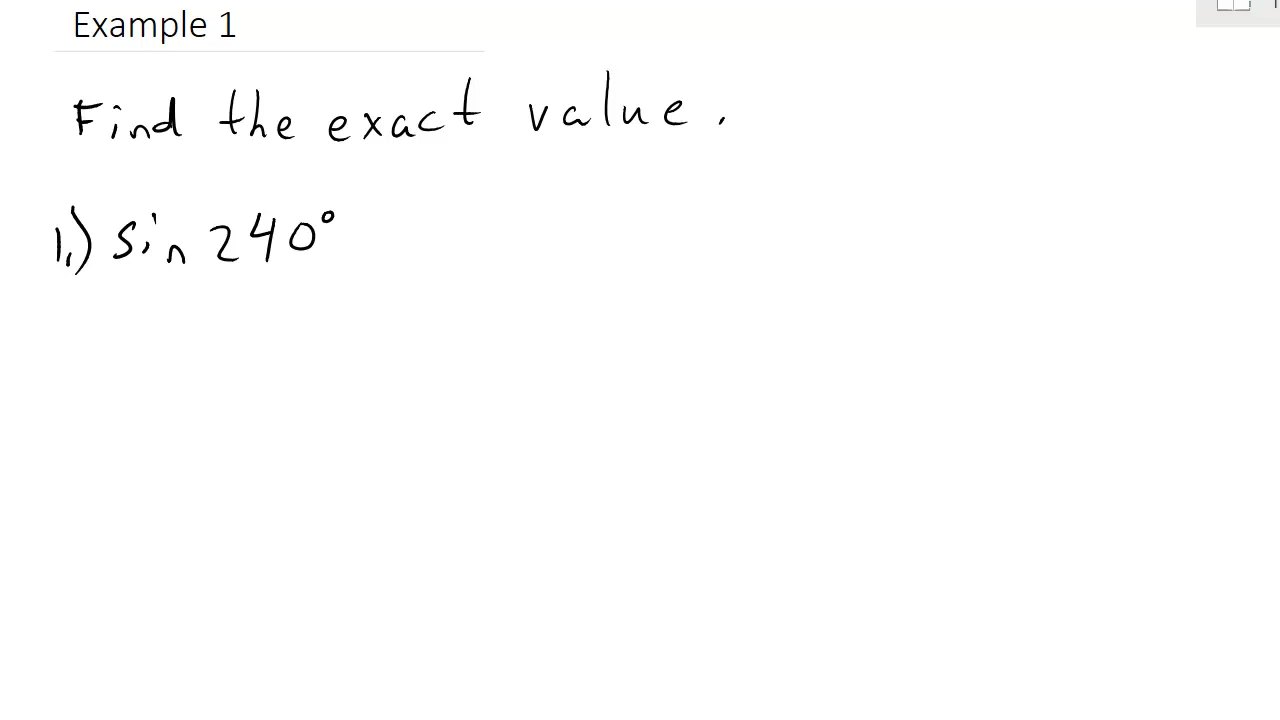 Example 1
Find the exact value.
1.) sin 240°